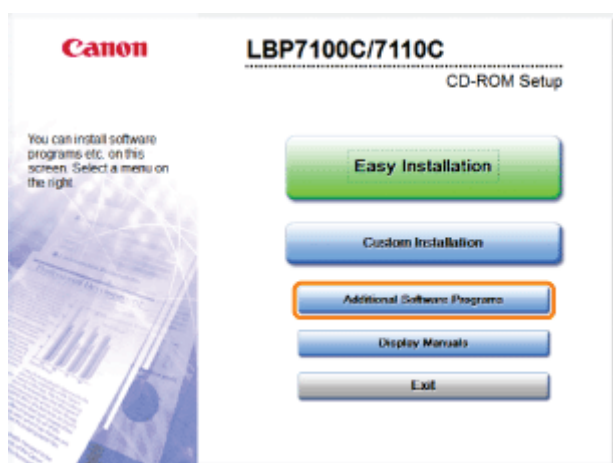 Canon
LBP7100C/7110C
CD-ROM Setup
You can install software
programs etc. on this
screen. Select a menu on
the right.
Easy Installation
Custom Installation
Additional Software Programs
Display Manuals
Exit